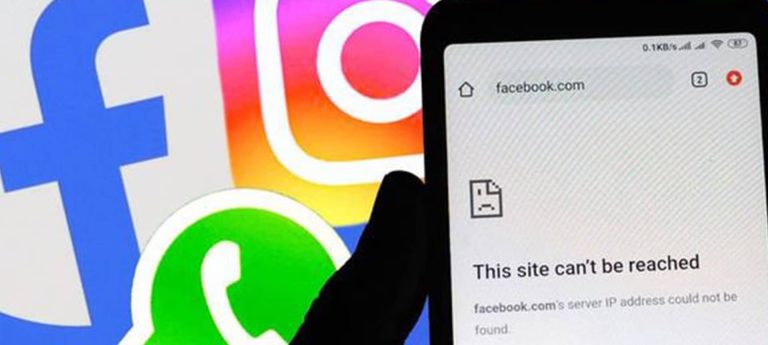 0.1KB/s 87
facebook.com 2
This site can't be reached
facebook.com's server IP address could not be
found.